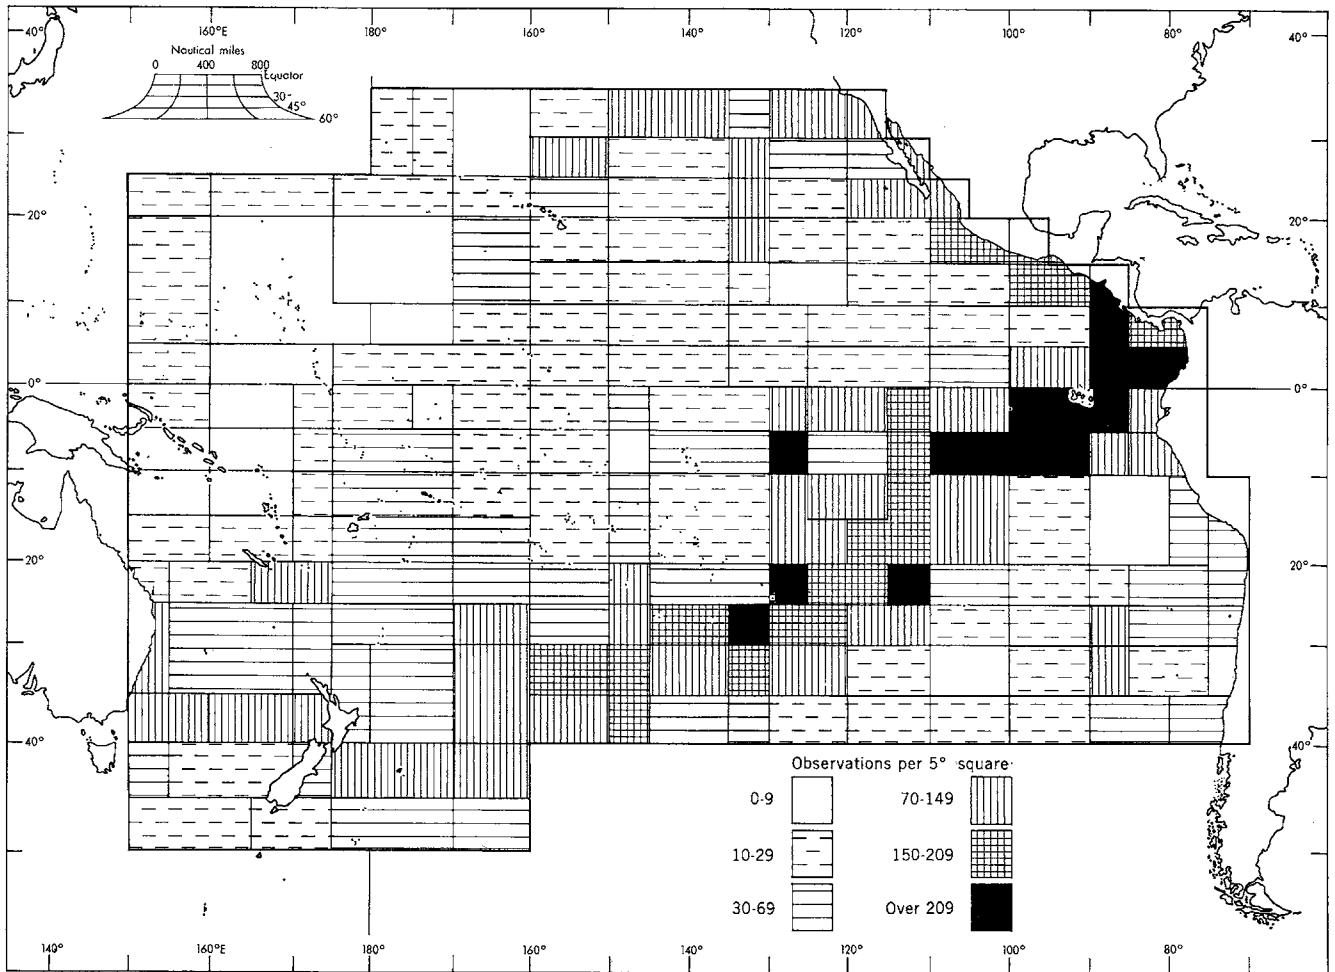 40° 160°E 180° 160° 140° 120° 100° 80° 40°
Nautical miles
0 400 800
Equator
30
45°
60°
20° 20°
0° 0°
20° 20°
40° 40°
Observations per 5° square
0-9 70-149
10-29 150-209
30-69 Over 209
140° 160°E 180° 160° 140° 120° 100° 80°